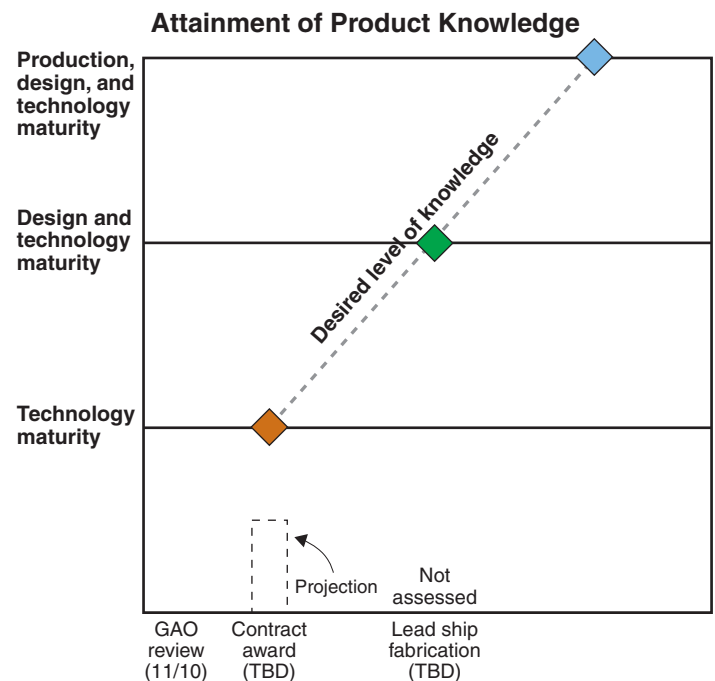 Attainment of Product Knowledge
Production,
design, and
technology
maturity
Design and
technology
maturity
Technology
maturity
Desired level of knowledge
Projection
Not
assessed
GAO
review
(11/10)
Contract
award
(TBD)
Lead ship
fabrication
(TBD)